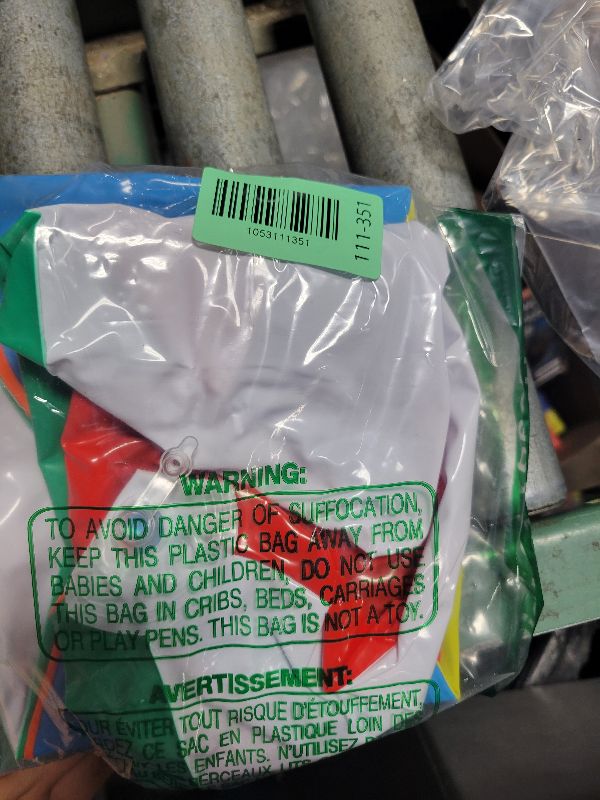 1053111351
111-351
WARNING:
TO AVOID DANGER OF SUFFOCATION,
KEEP THIS PLASTIC BAG AWAY FROM
BABIES AND CHILDREN, DO NOT USE
THIS BAG IN CRIBS, BEDS, CARRIAGES
OR PLAY PENS. THIS BAG IS NOT A TOY.
AVERTISSEMENT:
POUR ÉVITER TOUT RISQUE D'ÉTOUFFEMENT,
CE SAC EN PLASTIQUE LOIN DES
ENFANTS. N'UTILISEZ